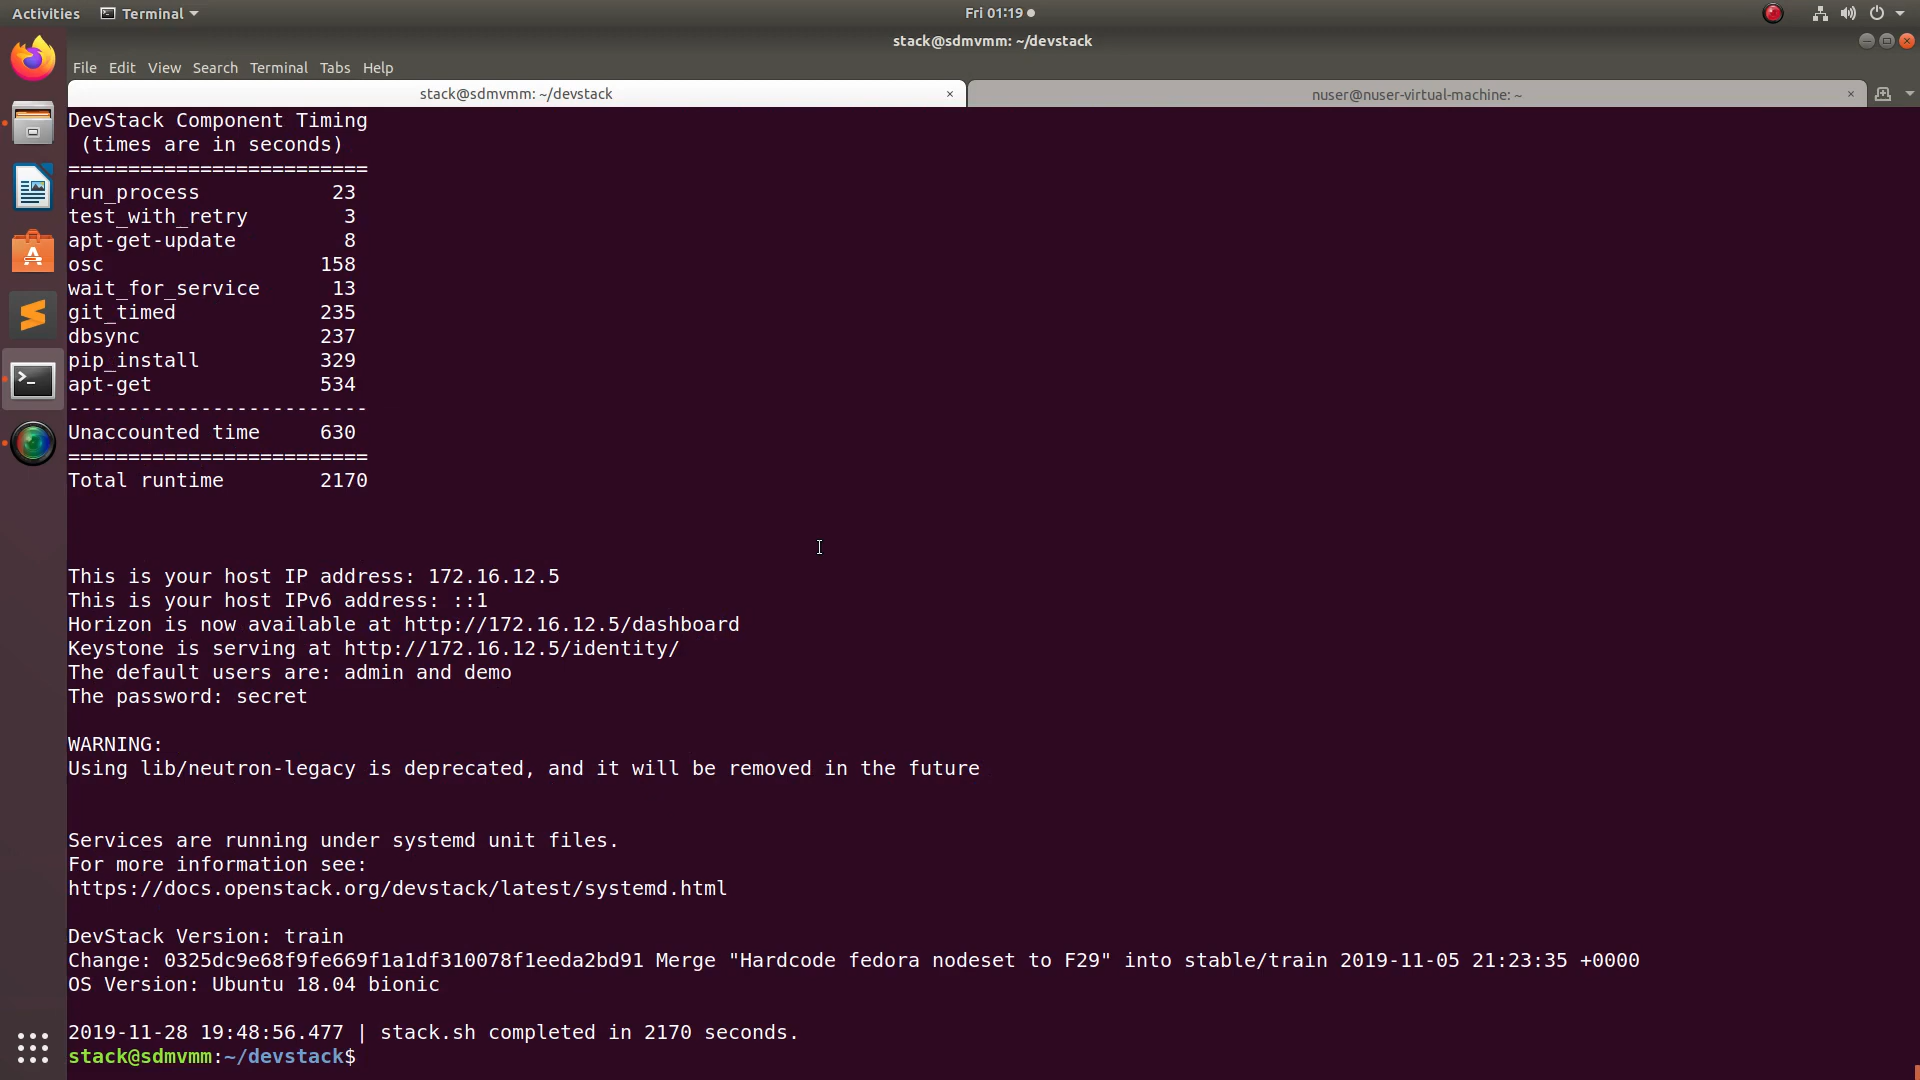 Activities Terminal Fri 01:19
stack@sdmvmm: ~/devstack
File Edit View Search Terminal Tabs Help
stack@sdmvmm: ~/devstack × nuser@nuser-virtual-machine: ~ ×
DevStack Component Timing
(times are in seconds)
=========================
run_process 23
test_with_retry 3
apt-get-update 8
osc 158
wait_for_service 13
git_timed 235
dbsync 237
pip_install 329
apt-get 534
-------------------------
Unaccounted time 630
=========================
Total runtime 2170
This is your host IP address: 172.16.12.5
This is your host IPv6 address: ::1
Horizon is now available at http://172.16.12.5/dashboard
Keystone is serving at http://172.16.12.5/identity/
The default users are: admin and demo
The password: secret
WARNING:
Using lib/neutron-legacy is deprecated, and it will be removed in the future
Services are running under systemd unit files.
For more information see:
https://docs.openstack.org/devstack/latest/systemd.html
DevStack Version: train
Change: 0325dc9e68f9fe669f1a1df310078f1eeda2bd91 Merge "Hardcode fedora nodeset to F29" into stable/train 2019-11-05 21:23:35 +0000
OS Version: Ubuntu 18.04 bionic
2019-11-28 19:48:56.477 | stack.sh completed in 2170 seconds.
stack@sdmvmm:~/devstack$